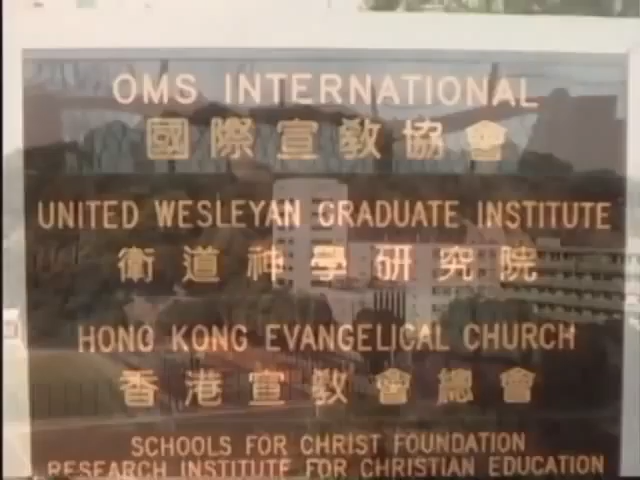 OMS INTERNATIONAL
國際宣教協會
UNITED WESLEYAN GRADUATE INSTITUTE
衛道神學研究院
HONG KONG EVANGELICAL CHURCH
香港宣教會總會
SCHOOLS FOR CHRIST FOUNDATION
RESEARCH INSTITUTE FOR CHRISTIAN EDUCATION